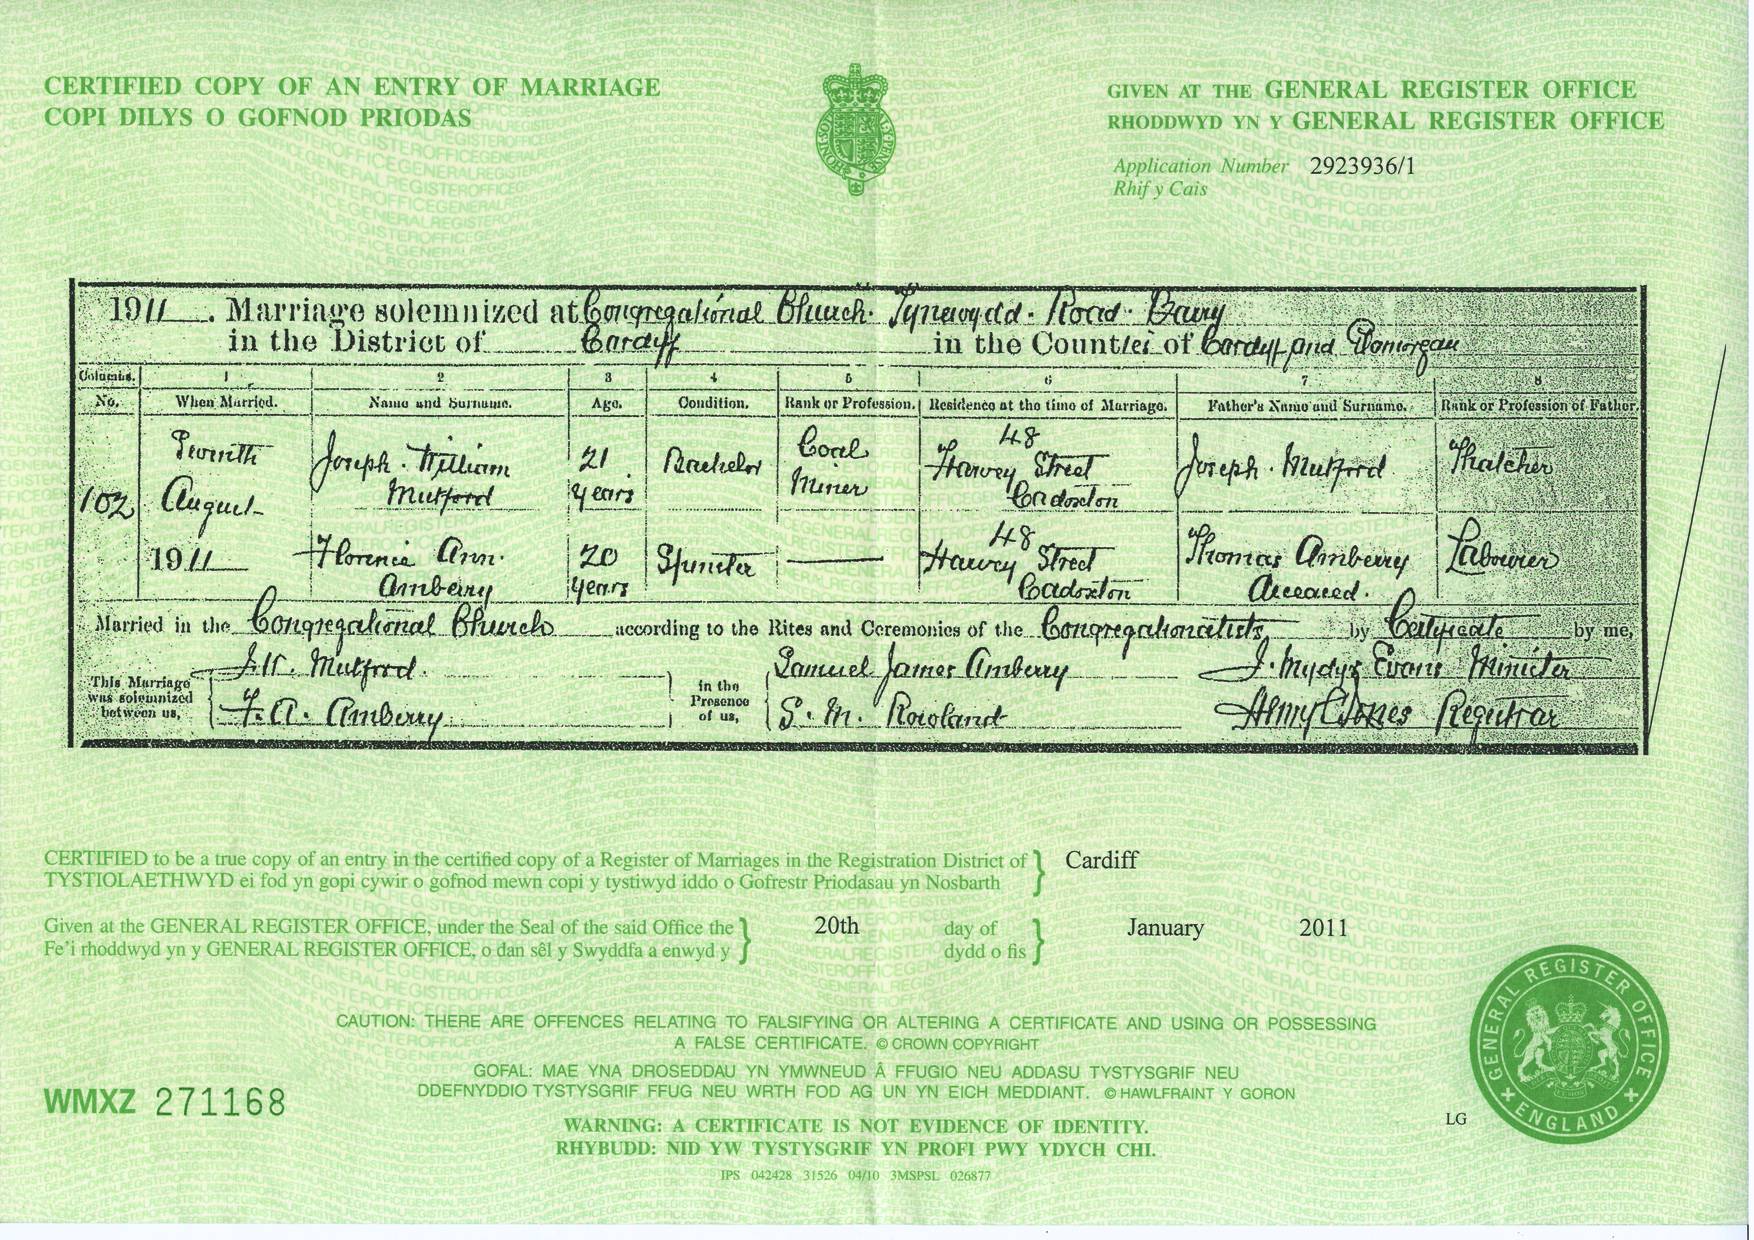 CERTIFIED COPY OF AN ENTRY OF MARRIAGE
COPI DILYS O GOFNOD PRIODAS
GIVEN AT THE GENERAL REGISTER OFFICE
RHODDWYD YN Y GENERAL REGISTER OFFICE
Application Number 2923936/1
Rhif y Cais
1911. Marriage solemnized at Congregational Church. Tynewydd. Road. Barry
in the District of Cardiff in the Counties of Cardiff and Glamorgan
Columns. 1 2 3 4 5 6 7 8
No. When Married. Name and Surname. Age. Condition. Rank or Profession. Residence at the time of Marriage. Father's Name and Surname. Rank or Profession of Father.
102 August 1911
Joseph. William Mutford 21 years Bachelor Coal Miner 48 Harvey Street Cadoxton Joseph. Mutford Thatcher
Florence Ann. Amberry 20 years Spinster 48 Harvey Street Cadoxton Thomas Amberry Deceased. Labourer
Married in the Congregational Church according to the Rites and Ceremonies of the Congregationalists by Certificate by me,
This Marriage was solemnized between us,
J.W. Mutford.
F. A. Amberry.
in the Presence of us,
Samuel James Amberry
S. M. Rowland
Evans Minister
Jones Registrar
CERTIFIED to be a true copy of an entry in the certified copy of a Register of Marriages in the Registration District of } Cardiff
TYSTIOLAETHWYD ei fod yn gopi cywir o gofnod mewn copi y tystiwyd iddo o Gofrestr Priodasau yn Nosbarth
Given at the GENERAL REGISTER OFFICE, under the Seal of the said Office the } 20th day of } January 2011
Fe'i rhoddwyd yn y GENERAL REGISTER OFFICE, o dan sêl y Swyddfa a enwyd y dydd o fis
CAUTION: THERE ARE OFFENCES RELATING TO FALSIFYING OR ALTERING A CERTIFICATE AND USING OR POSSESSING
A FALSE CERTIFICATE. © CROWN COPYRIGHT
GOFAL: MAE YNA DROSEDDAU YN YMWNEUD Â FFUGIO NEU ADDASU TYSTYSGRIF NEU
DDEFNYDDIO TYSTYSGRIF FFUG NEU WRTH FOD AG UN YN EICH MEDDIANT. © HAWLFRAINT Y GORON
WMXZ 271168
WARNING: A CERTIFICATE IS NOT EVIDENCE OF IDENTITY.
RHYBUDD: NID YW TYSTYSGRIF YN PROFI PWY YDYCH CHI.
IPS 042428 31526 04/10 3MSPSL 026877
LG
GENERAL REGISTER OFFICE
ENGLAND